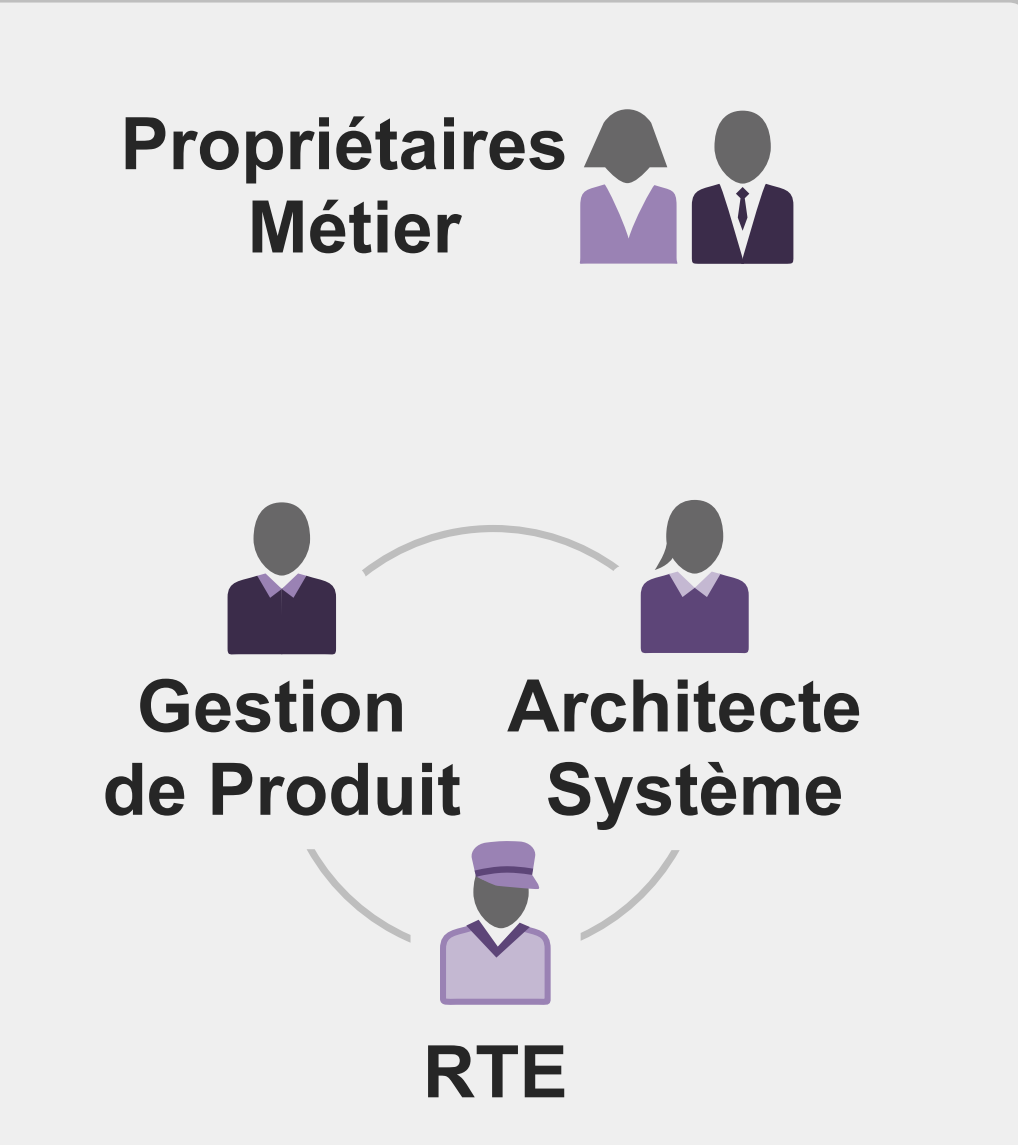 Propriétaires
Métier
Gestion
de Produit
Architecte
Système
RTE